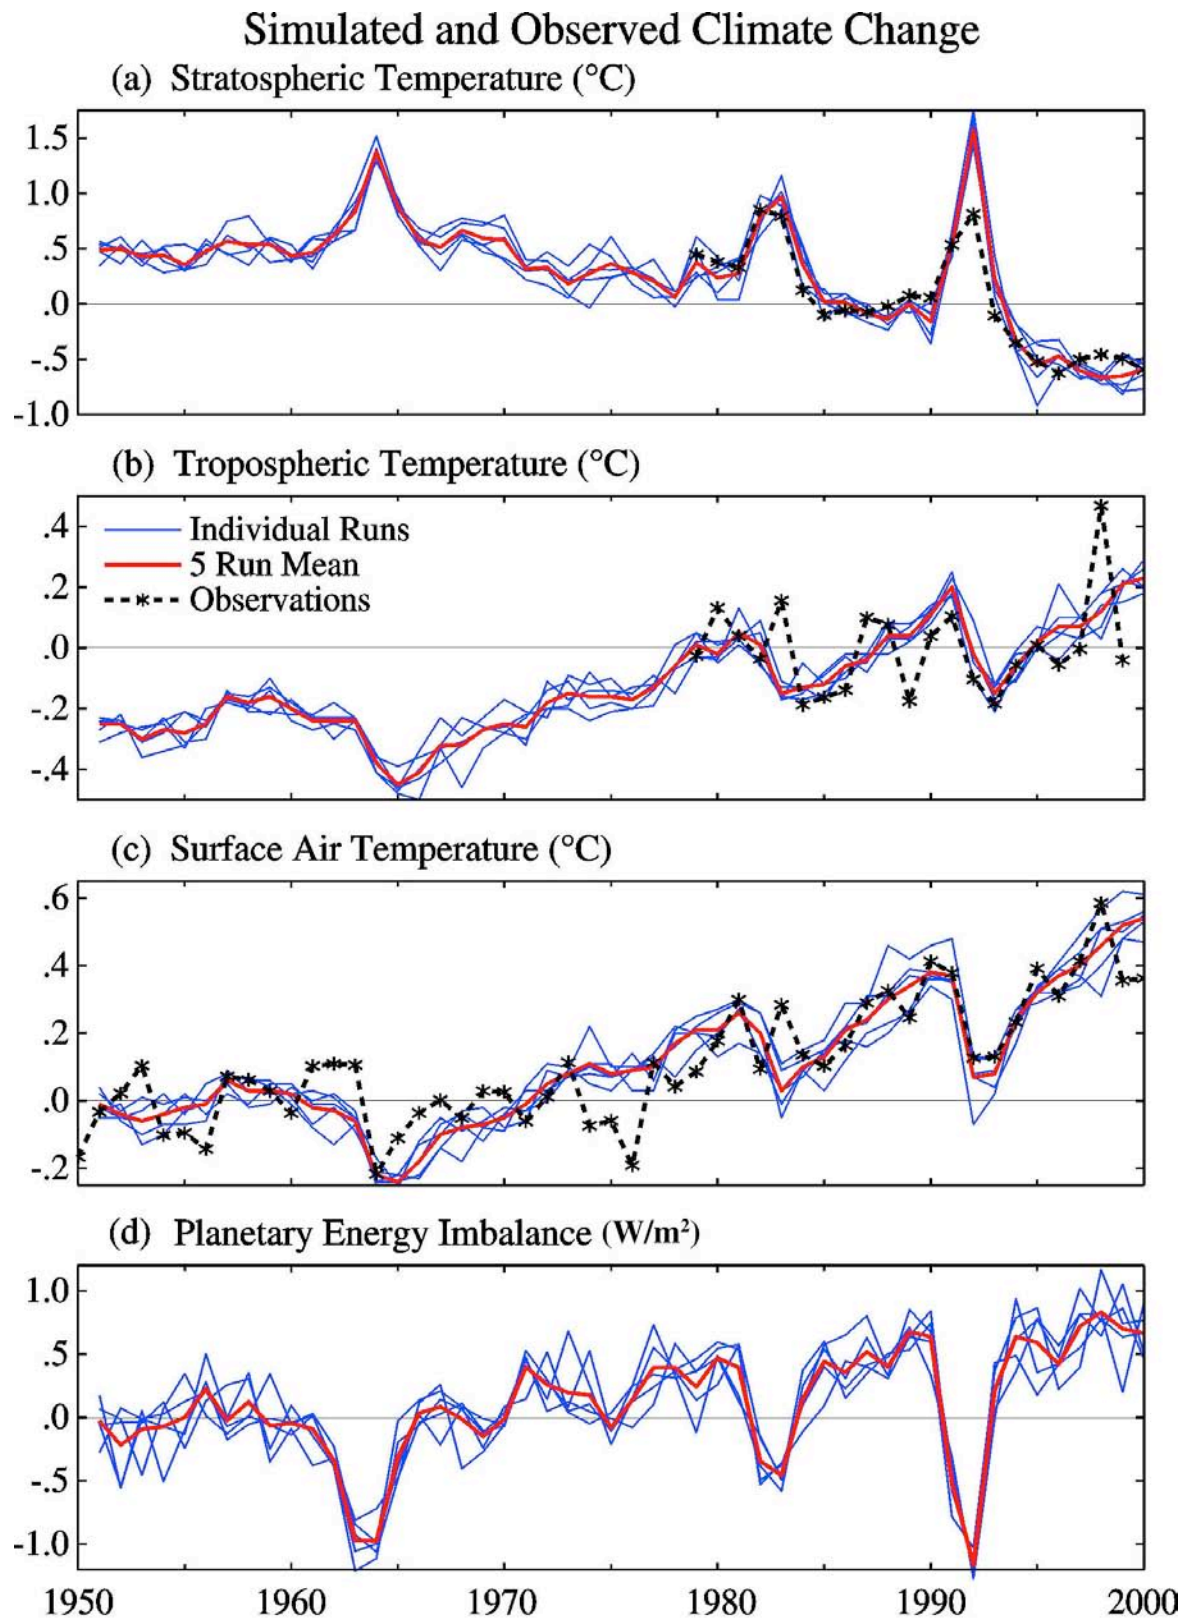 Simulated and Observed Climate Change
(a) Stratospheric Temperature (°C)
1.5
1.0
.5
.0
-.5
-1.0
(b) Tropospheric Temperature (°C)
.4
.2
.0
-.2
-.4
Individual Runs
5 Run Mean
Observations
(c) Surface Air Temperature (°C)
.6
.4
.2
.0
-.2
(d) Planetary Energy Imbalance (W/m²)
1.0
.5
.0
-.5
-1.0
1950 1960 1970 1980 1990 2000